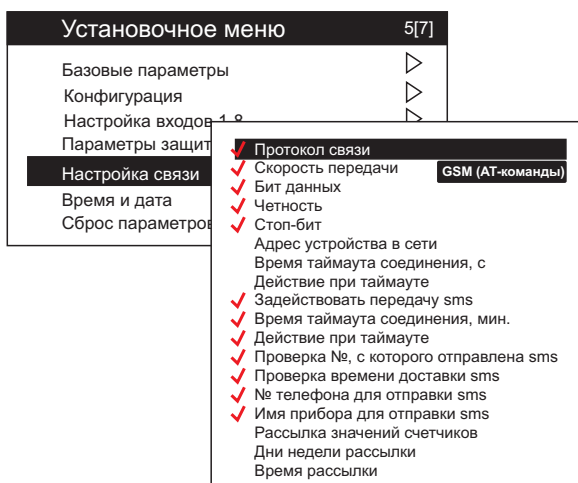 Установочное меню 5[7]
Базовые параметры
Конфигурация
Настройка входов 1-8
Параметры защит
Настройка связи
Время и дата
Сброс параметров
Протокол связи
Скорость передачи GSM (АТ-команды)
Бит данных
Четность
Стоп-бит
Адрес устройства в сети
Время таймаута соединения, с
Действие при таймауте
Задействовать передачу sms
Время таймаута соединения, мин.
Действие при таймауте
Проверка №, с которого отправлена sms
Проверка времени доставки sms
№ телефона для отправки sms
Имя прибора для отправки sms
Рассылка значений счетчиков
Дни недели рассылки
Время рассылки